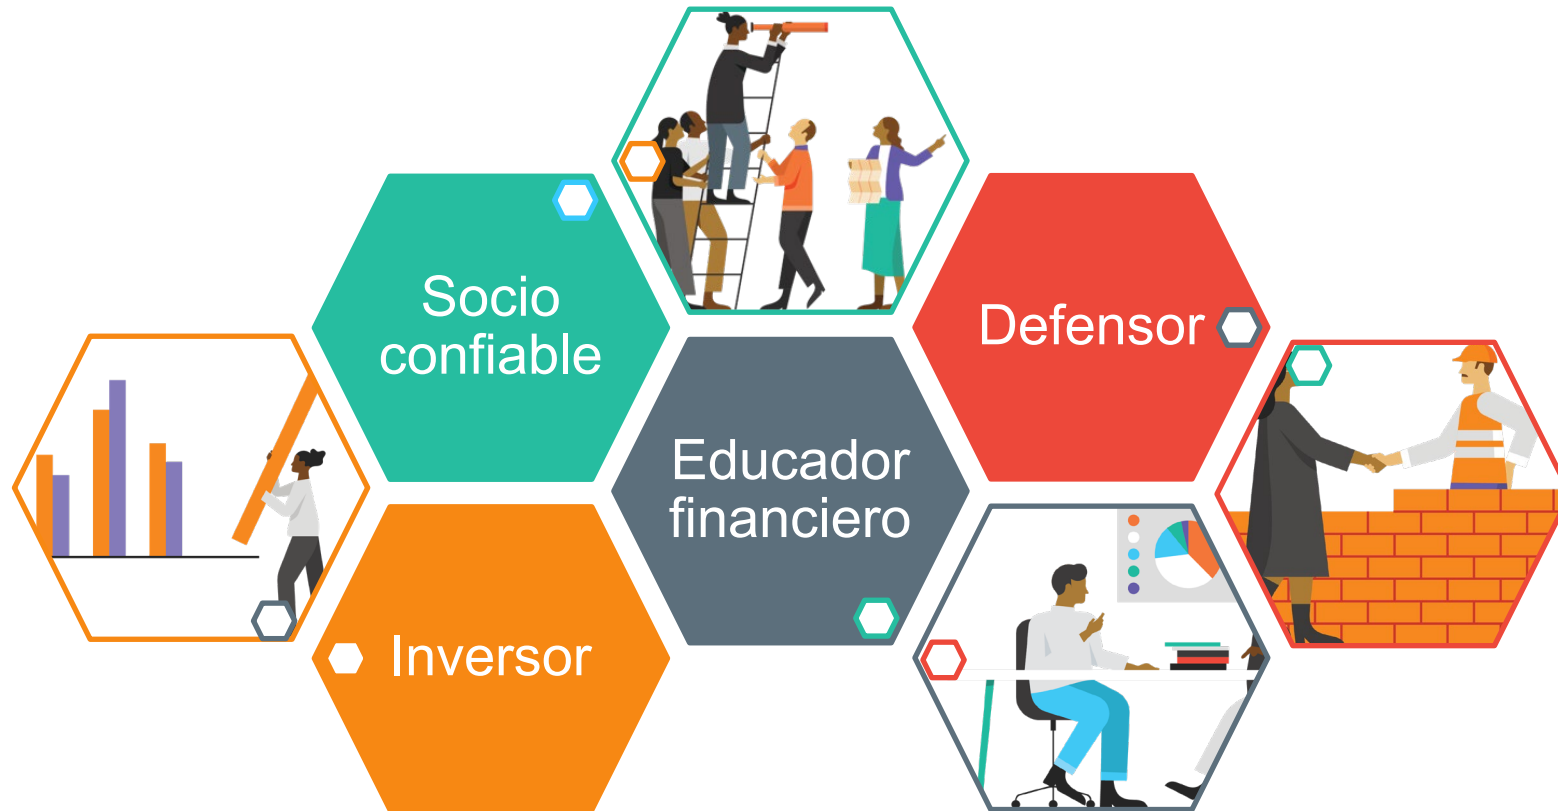 Socio
confiable
Defensor
Educador
financiero
Inversor